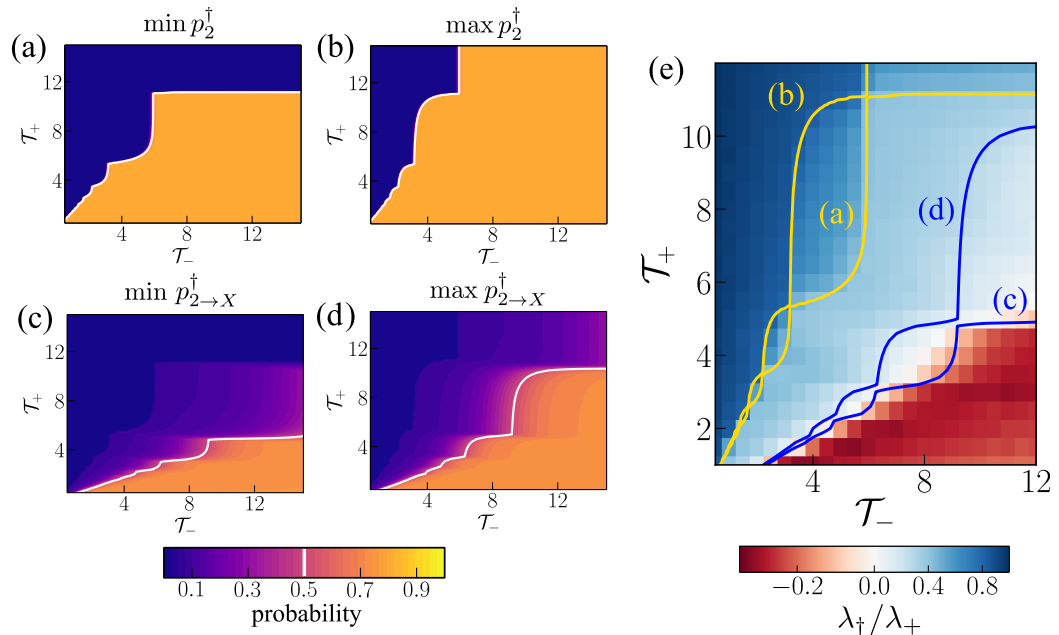 min p₂†
max p₂†
(a)
(b)
(e)
12
8
4
𝒯₊
4
8
12
𝒯₋
12
8
4
𝒯₊
4
8
12
𝒯₋
min p†₂→X
max p†₂→X
(c)
(d)
12
8
4
𝒯₊
4
8
12
𝒯₋
12
8
4
𝒯₊
4
8
12
𝒯₋
0.1
0.3
0.5
0.7
0.9
probability
(b)
(a)
(d)
(c)
10
8
6
4
2
𝒯₊
4
8
12
𝒯₋
−0.2
0.0
0.4
0.8
λ†/λ₊